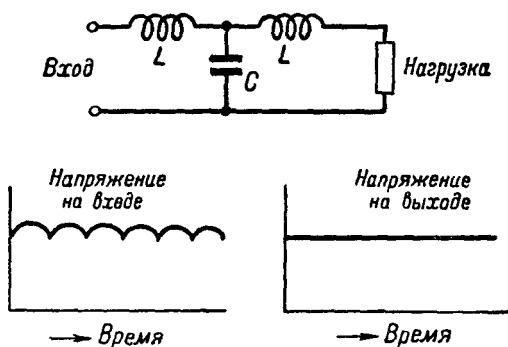 L
L
Вход
C
Нагрузка
Напряжение
на входе
Напряжение
на выходе
Время
Время